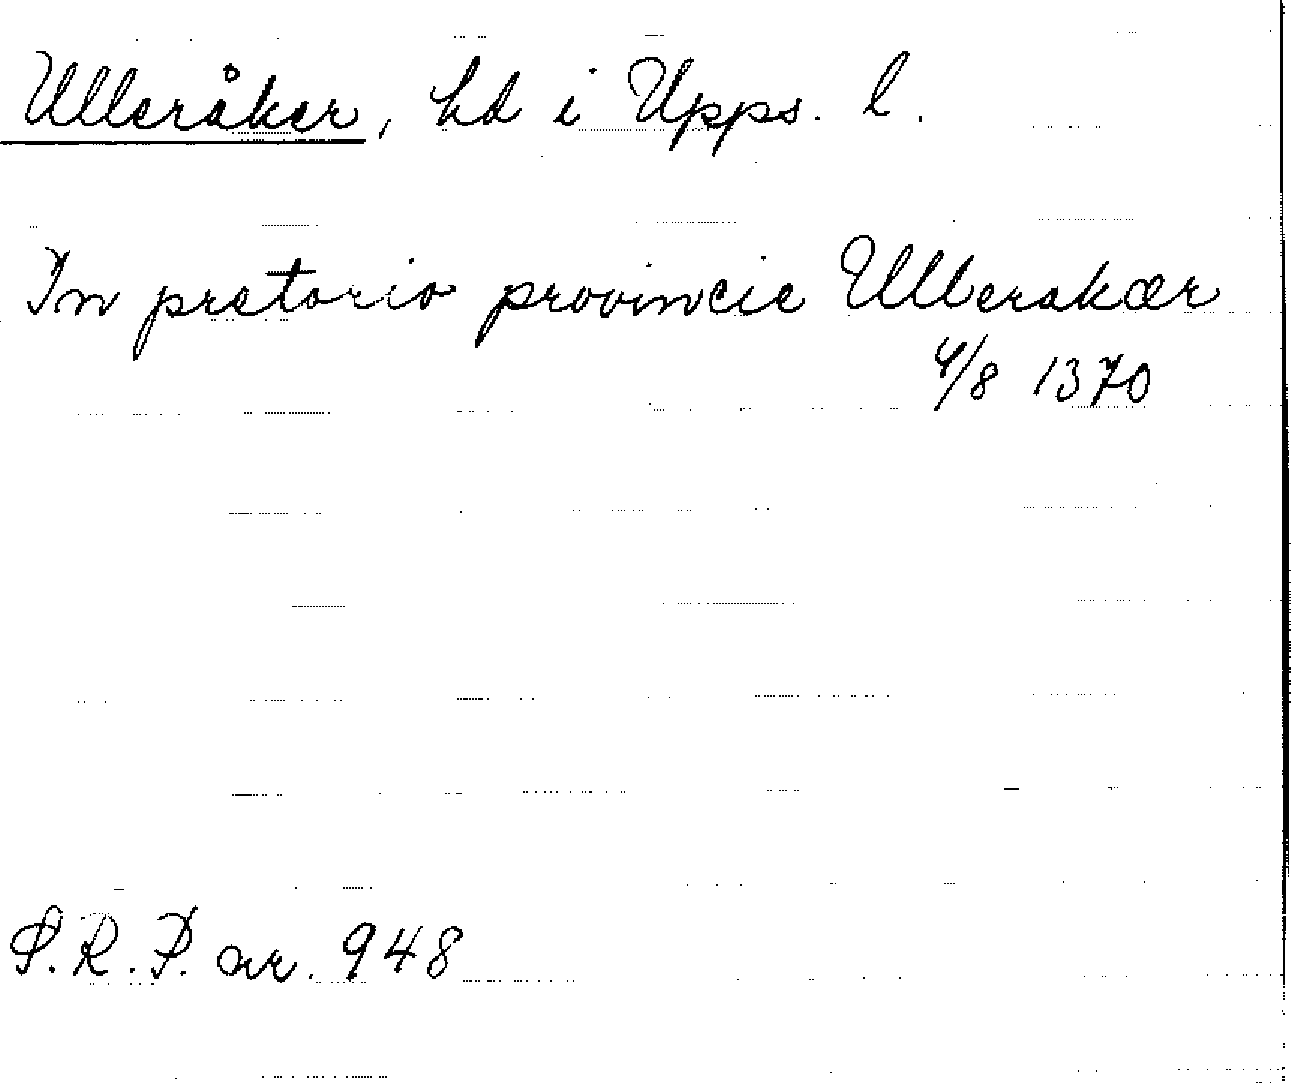 Ulleråker, hd i Upps. l.
In pretorio provincie Ullerakær
4/8 1370
S.R.P. nr. 948